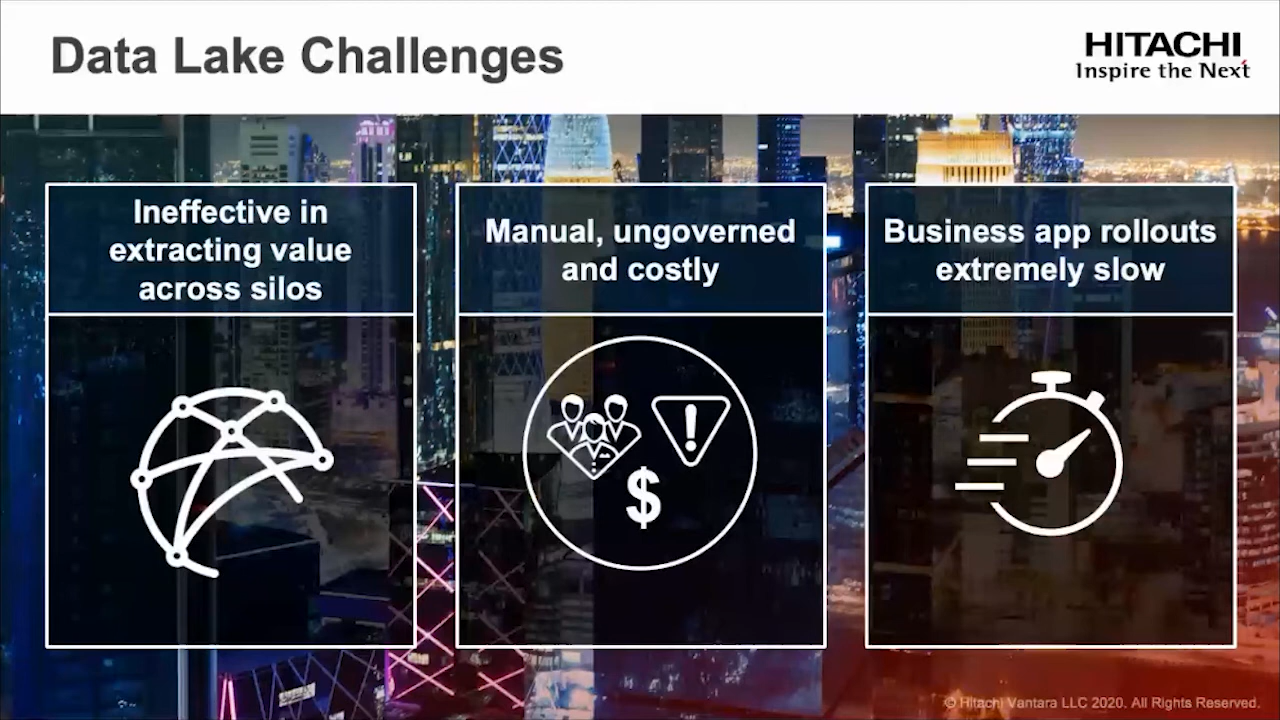 Data Lake Challenges
HITACHI
Inspire the Next
Ineffective in
extracting value
across silos
Manual, ungoverned
and costly
Business app rollouts
extremely slow
$
© Hitachi Vantara LLC 2020. All Rights Reserved.